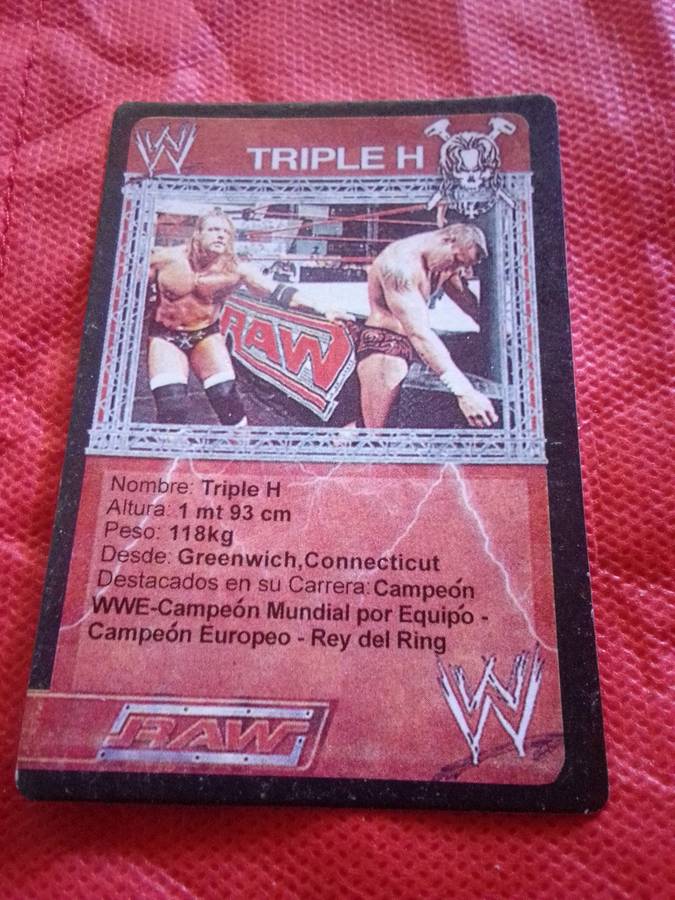 W
TRIPLE H
RAW
Nombre: Triple H
Altura: 1 mt 93 cm
Peso: 118kg
Desde: Greenwich,Connecticut
Destacados en su Carrera: Campeón
WWE-Campeón Mundial por Equipo -
Campeón Europeo - Rey del Ring
RAW
W